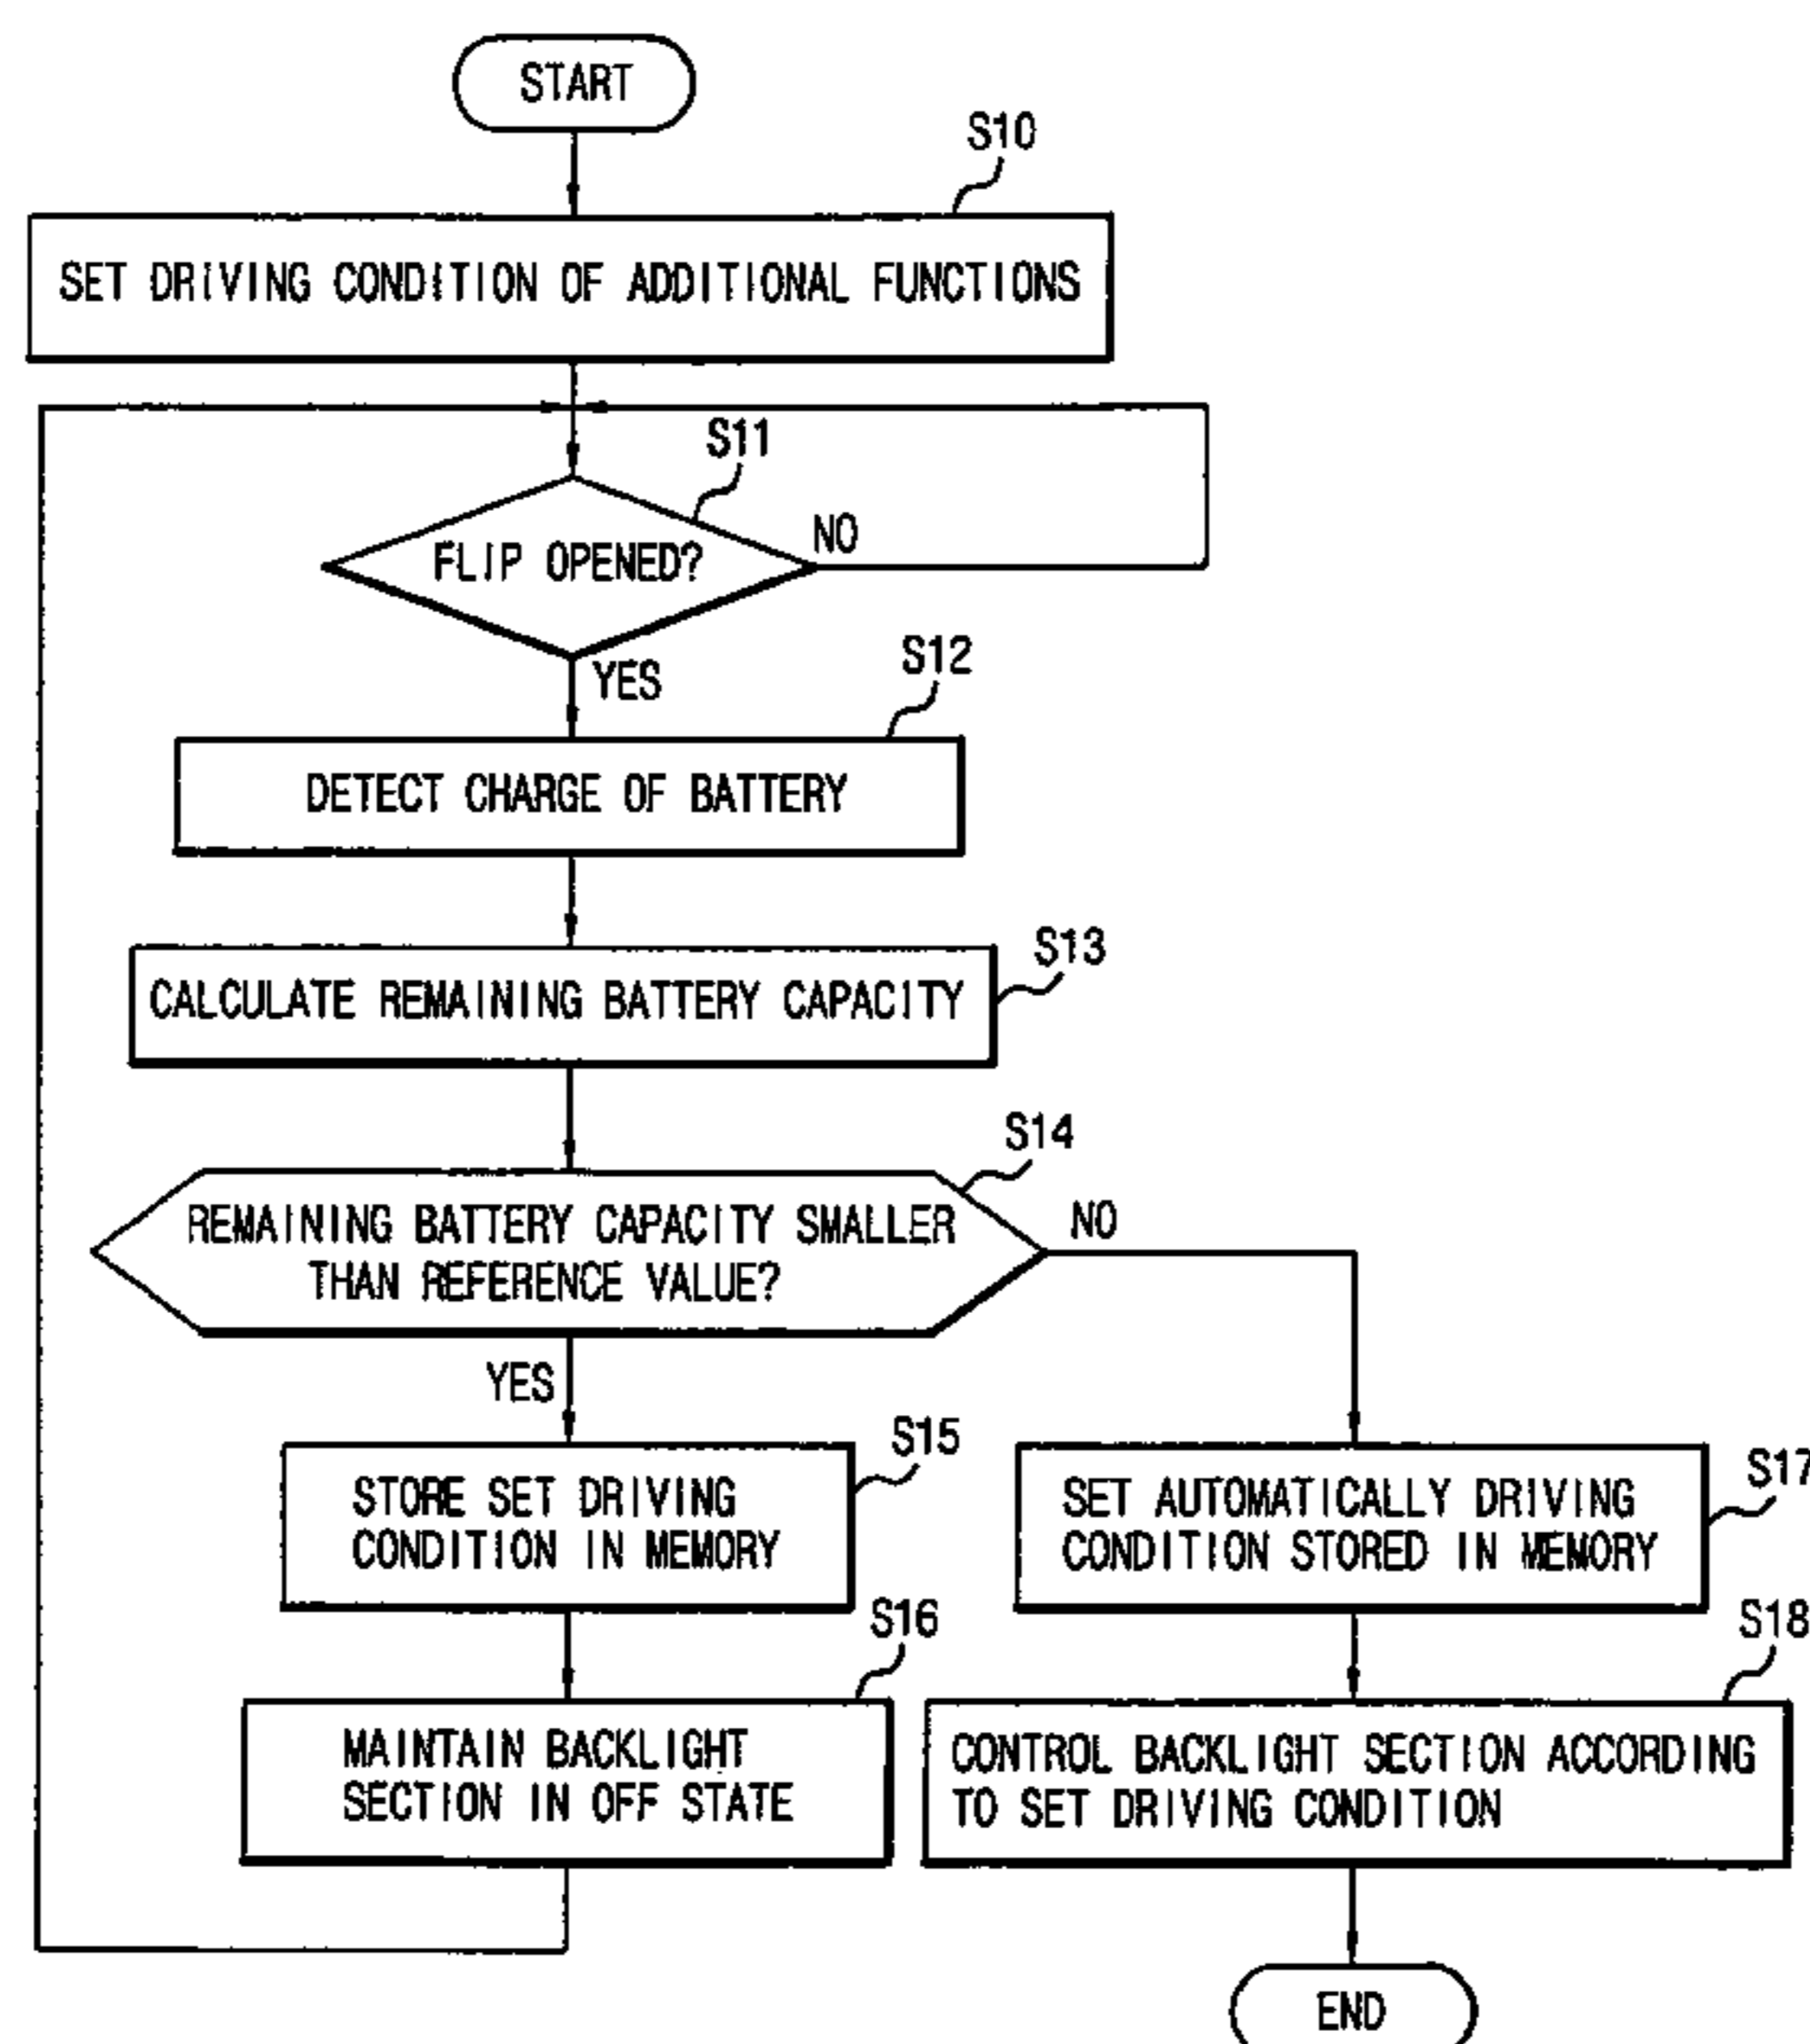 START
S10
SET DRIVING CONDITION OF ADDITIONAL FUNCTIONS
S11
FLIP OPENED?
NO
YES
S12
DETECT CHARGE OF BATTERY
S13
CALCULATE REMAINING BATTERY CAPACITY
S14
REMAINING BATTERY CAPACITY SMALLER
THAN REFERENCE VALUE?
NO
YES
S15
STORE SET DRIVING
CONDITION IN MEMORY
S17
SET AUTOMATICALLY DRIVING
CONDITION STORED IN MEMORY
S16
MAINTAIN BACKLIGHT
SECTION IN OFF STATE
S18
CONTROL BACKLIGHT SECTION ACCORDING
TO SET DRIVING CONDITION
END